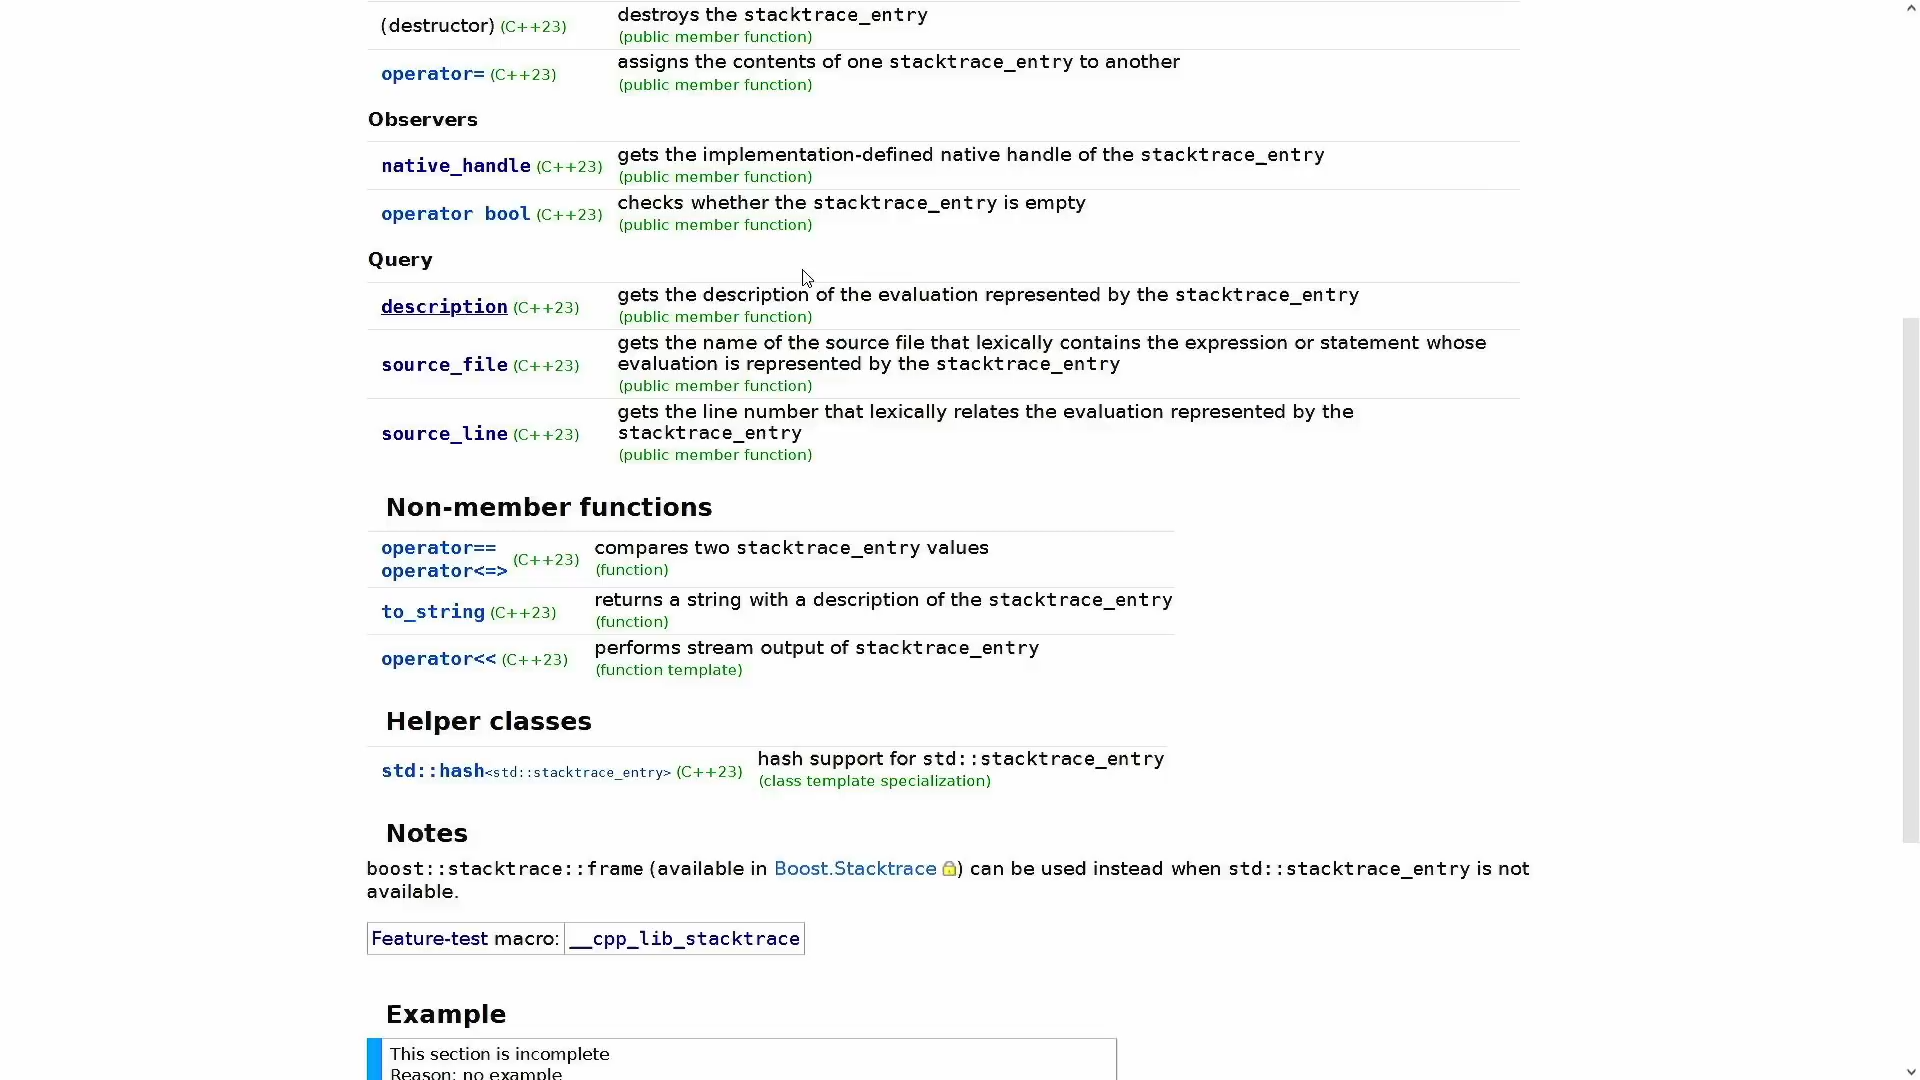 (destructor) (C++23)
destroys the stacktrace_entry
(public member function)
operator= (C++23)
assigns the contents of one stacktrace_entry to another
(public member function)
Observers
native_handle (C++23)
gets the implementation-defined native handle of the stacktrace_entry
(public member function)
operator bool (C++23)
checks whether the stacktrace_entry is empty
(public member function)
Query
description (C++23)
gets the description of the evaluation represented by the stacktrace_entry
(public member function)
source_file (C++23)
gets the name of the source file that lexically contains the expression or statement whose
evaluation is represented by the stacktrace_entry
(public member function)
source_line (C++23)
gets the line number that lexically relates the evaluation represented by the
stacktrace_entry
(public member function)
Non-member functions
operator==
operator<=>
(C++23)
compares two stacktrace_entry values
(function)
to_string (C++23)
returns a string with a description of the stacktrace_entry
(function)
operator<< (C++23)
performs stream output of stacktrace_entry
(function template)
Helper classes
std::hash<std::stacktrace_entry> (C++23)
hash support for std::stacktrace_entry
(class template specialization)
Notes
boost::stacktrace::frame (available in Boost.Stacktrace) can be used instead when std::stacktrace_entry is not
available.
Feature-test macro: __cpp_lib_stacktrace
Example
This section is incomplete
Reason: no example